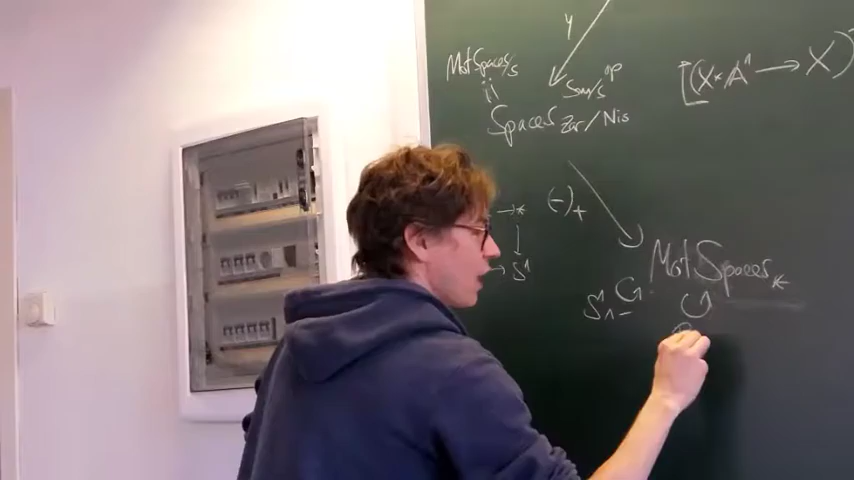 y
MotSpaces/s
Sm/s op
[(X×A¹ → X)
Spaces Zar/Nis
→* (-)₊
MotSpaces*
→ S¹
S¹∧-